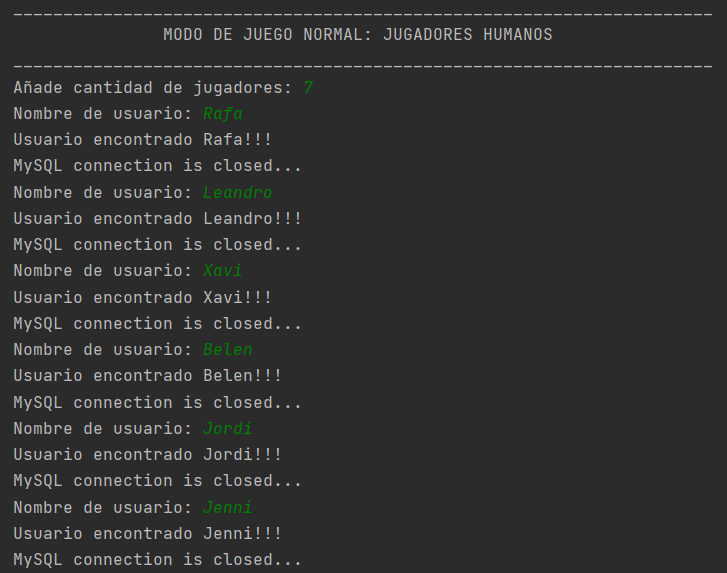 ______________________________________________________________________
MODO DE JUEGO NORMAL: JUGADORES HUMANOS
______________________________________________________________________
Añade cantidad de jugadores: 7
Nombre de usuario: Rafa
Usuario encontrado Rafa!!!
MySQL connection is closed...
Nombre de usuario: Leandro
Usuario encontrado Leandro!!!
MySQL connection is closed...
Nombre de usuario: Xavi
Usuario encontrado Xavi!!!
MySQL connection is closed...
Nombre de usuario: Belen
Usuario encontrado Belen!!!
MySQL connection is closed...
Nombre de usuario: Jordi
Usuario encontrado Jordi!!!
MySQL connection is closed...
Nombre de usuario: Jenni
Usuario encontrado Jenni!!!
MySQL connection is closed...